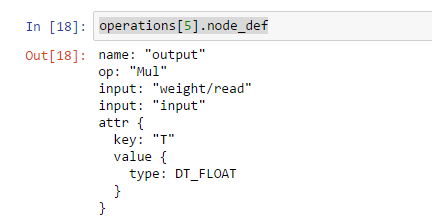 In [18]: operations[5].node_def
Out[18]: name: "output"
op: "Mul"
input: "weight/read"
input: "input"
attr {
  key: "T"
  value {
    type: DT_FLOAT
  }
}